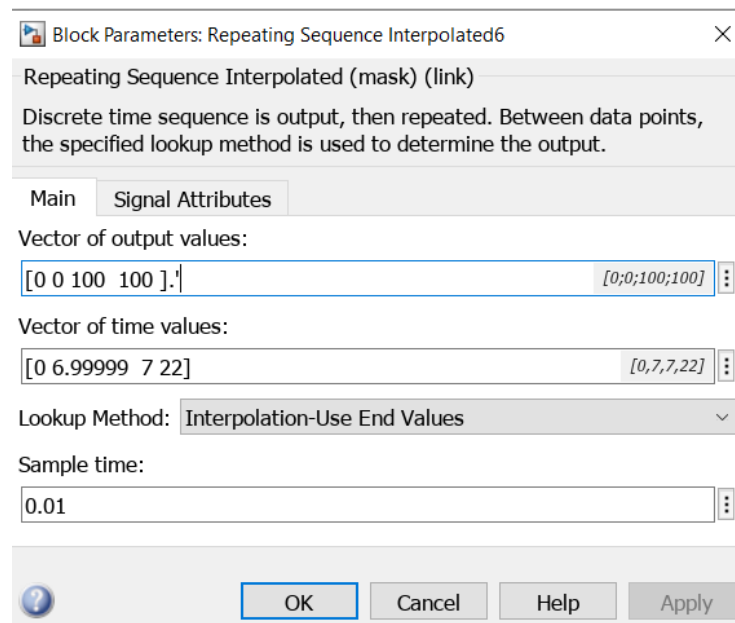 Block Parameters: Repeating Sequence Interpolated6
Repeating Sequence Interpolated (mask) (link)
Discrete time sequence is output, then repeated. Between data points,
the specified lookup method is used to determine the output.
Main Signal Attributes
Vector of output values:
[0 0 100  100 ].' [0;0;100;100]
Vector of time values:
[0 6.99999  7 22] [0,7,7,22]
Lookup Method: Interpolation-Use End Values
Sample time:
0.01
? OK Cancel Help Apply